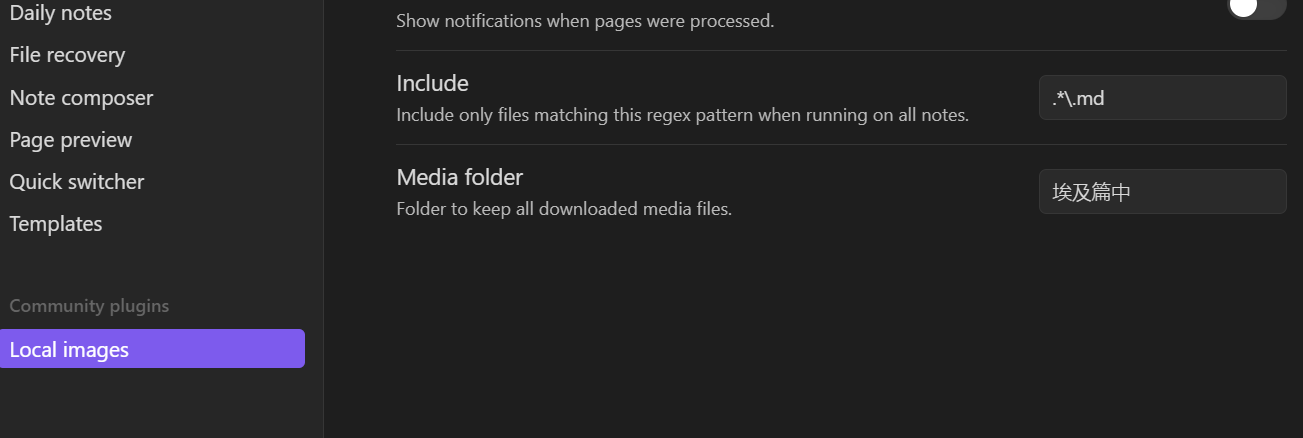 Daily notes
File recovery
Note composer
Page preview
Quick switcher
Templates
Community plugins
Local images
Show notifications when pages were processed.
Include
Include only files matching this regex pattern when running on all notes.
.*\.md
Media folder
Folder to keep all downloaded media files.
埃及篇中